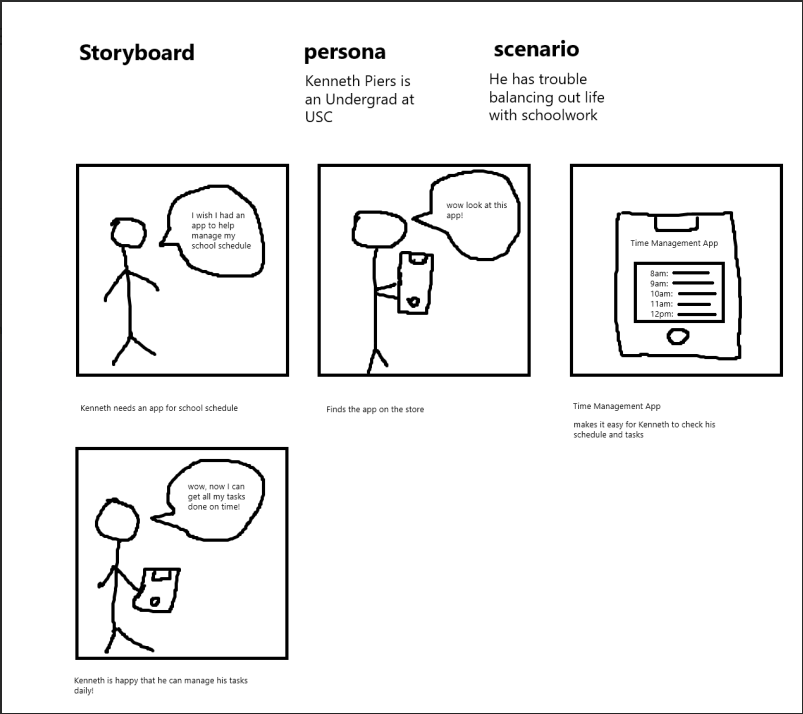 Storyboard
persona
Kenneth Piers is
an Undergrad at
USC
scenario
He has trouble
balancing out life
with schoolwork
I wish I had an
app to help
manage my
school schedule
Kenneth needs an app for school schedule
wow look at this
app!
Finds the app on the store
Time Management App
8am:
9am:
10am:
11am:
12pm:
Time Management App
makes it easy for Kenneth to check his
schedule and tasks
wow, now I can
get all my tasks
done on time!
Kenneth is happy that he can manage his tasks
daily!